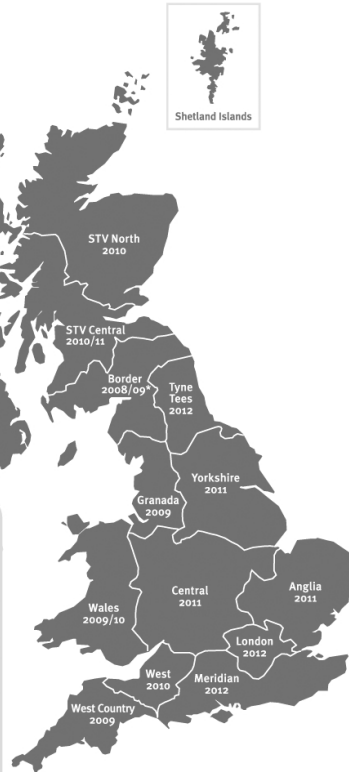 Shetland Islands
STV North
2010
STV Central
2010/11
Border
2008/09*
Tyne
Tees
2012
Yorkshire
2011
Granada
2009
Central
2011
Anglia
2011
Wales
2009/10
London
2012
West
2010
Meridian
2012
West Country
2009